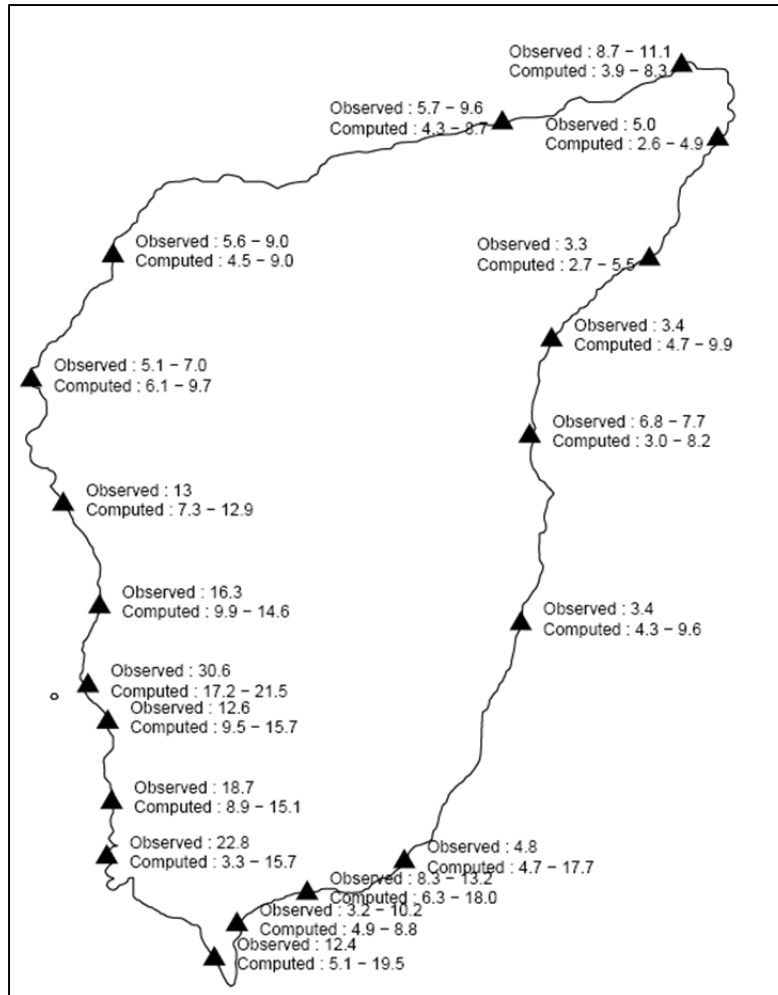 Observed : 8.7 − 11.1
Computed : 3.9 − 8.3
Observed : 5.7 − 9.6
Computed : 4.3 − 8.7
Observed : 5.0
Computed : 2.6 − 4.9
Observed : 5.6 − 9.0
Computed : 4.5 − 9.0
Observed : 3.3
Computed : 2.7 − 5.5
Observed : 3.4
Computed : 4.7 − 9.9
Observed : 5.1 − 7.0
Computed : 6.1 − 9.7
Observed : 6.8 − 7.7
Computed : 3.0 − 8.2
Observed : 13
Computed : 7.3 − 12.9
Observed : 16.3
Computed : 9.9 − 14.6
Observed : 3.4
Computed : 4.3 − 9.6
Observed : 30.6
Computed : 17.2 − 21.5
Observed : 12.6
Computed : 9.5 − 15.7
Observed : 18.7
Computed : 8.9 − 15.1
Observed : 22.8
Computed : 3.3 − 15.7
Observed : 4.8
Computed : 4.7 − 17.7
Observed : 8.3 − 13.2
Computed : 6.3 − 18.0
Observed : 3.2 − 10.2
Computed : 4.9 − 8.8
Observed : 12.4
Computed : 5.1 − 19.5